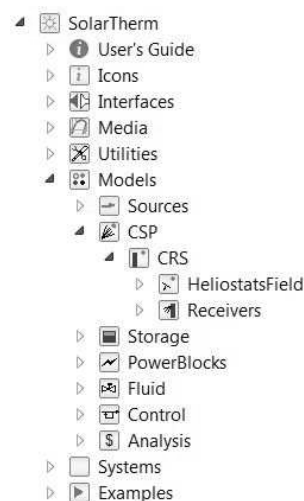 SolarTherm
User's Guide
Icons
Interfaces
Media
Utilities
Models
Sources
CSP
CRS
HeliostatsField
Receivers
Storage
PowerBlocks
Fluid
Control
Analysis
Systems
Examples